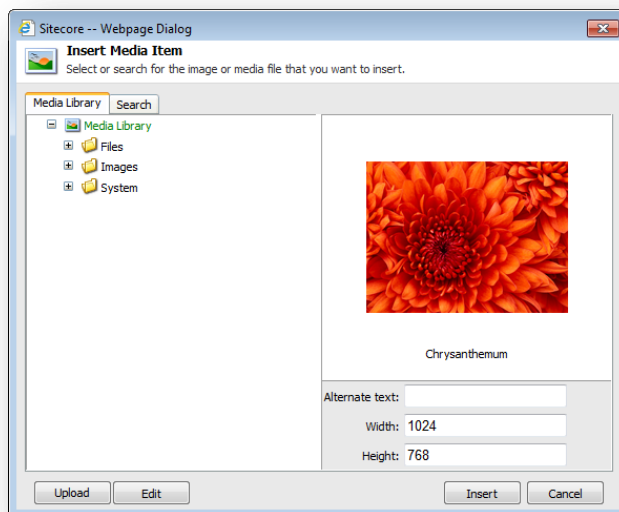 Sitecore -- Webpage Dialog
Insert Media Item
Select or search for the image or media file that you want to insert.
Media Library
Search
Media Library
Files
Images
System
Chrysanthemum
Alternate text:
Width: 1024
Height: 768
Upload
Edit
Insert
Cancel